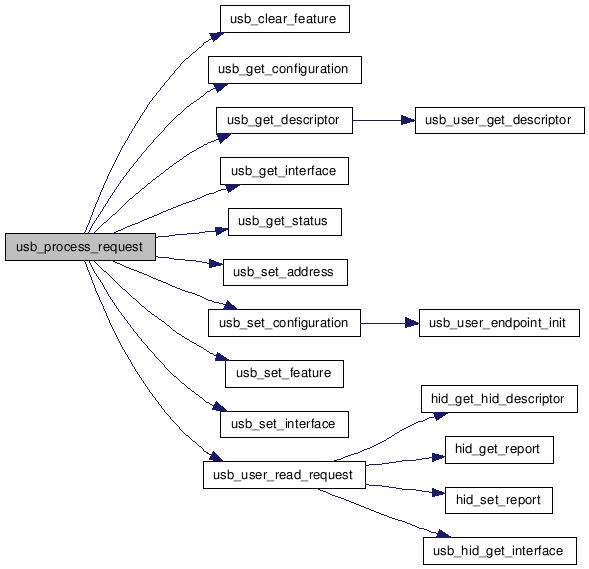 usb_clear_feature
usb_get_configuration
usb_get_descriptor
usb_user_get_descriptor
usb_get_interface
usb_get_status
usb_process_request
usb_set_address
usb_set_configuration
usb_user_endpoint_init
usb_set_feature
hid_get_hid_descriptor
usb_set_interface
hid_get_report
usb_user_read_request
hid_set_report
usb_hid_get_interface